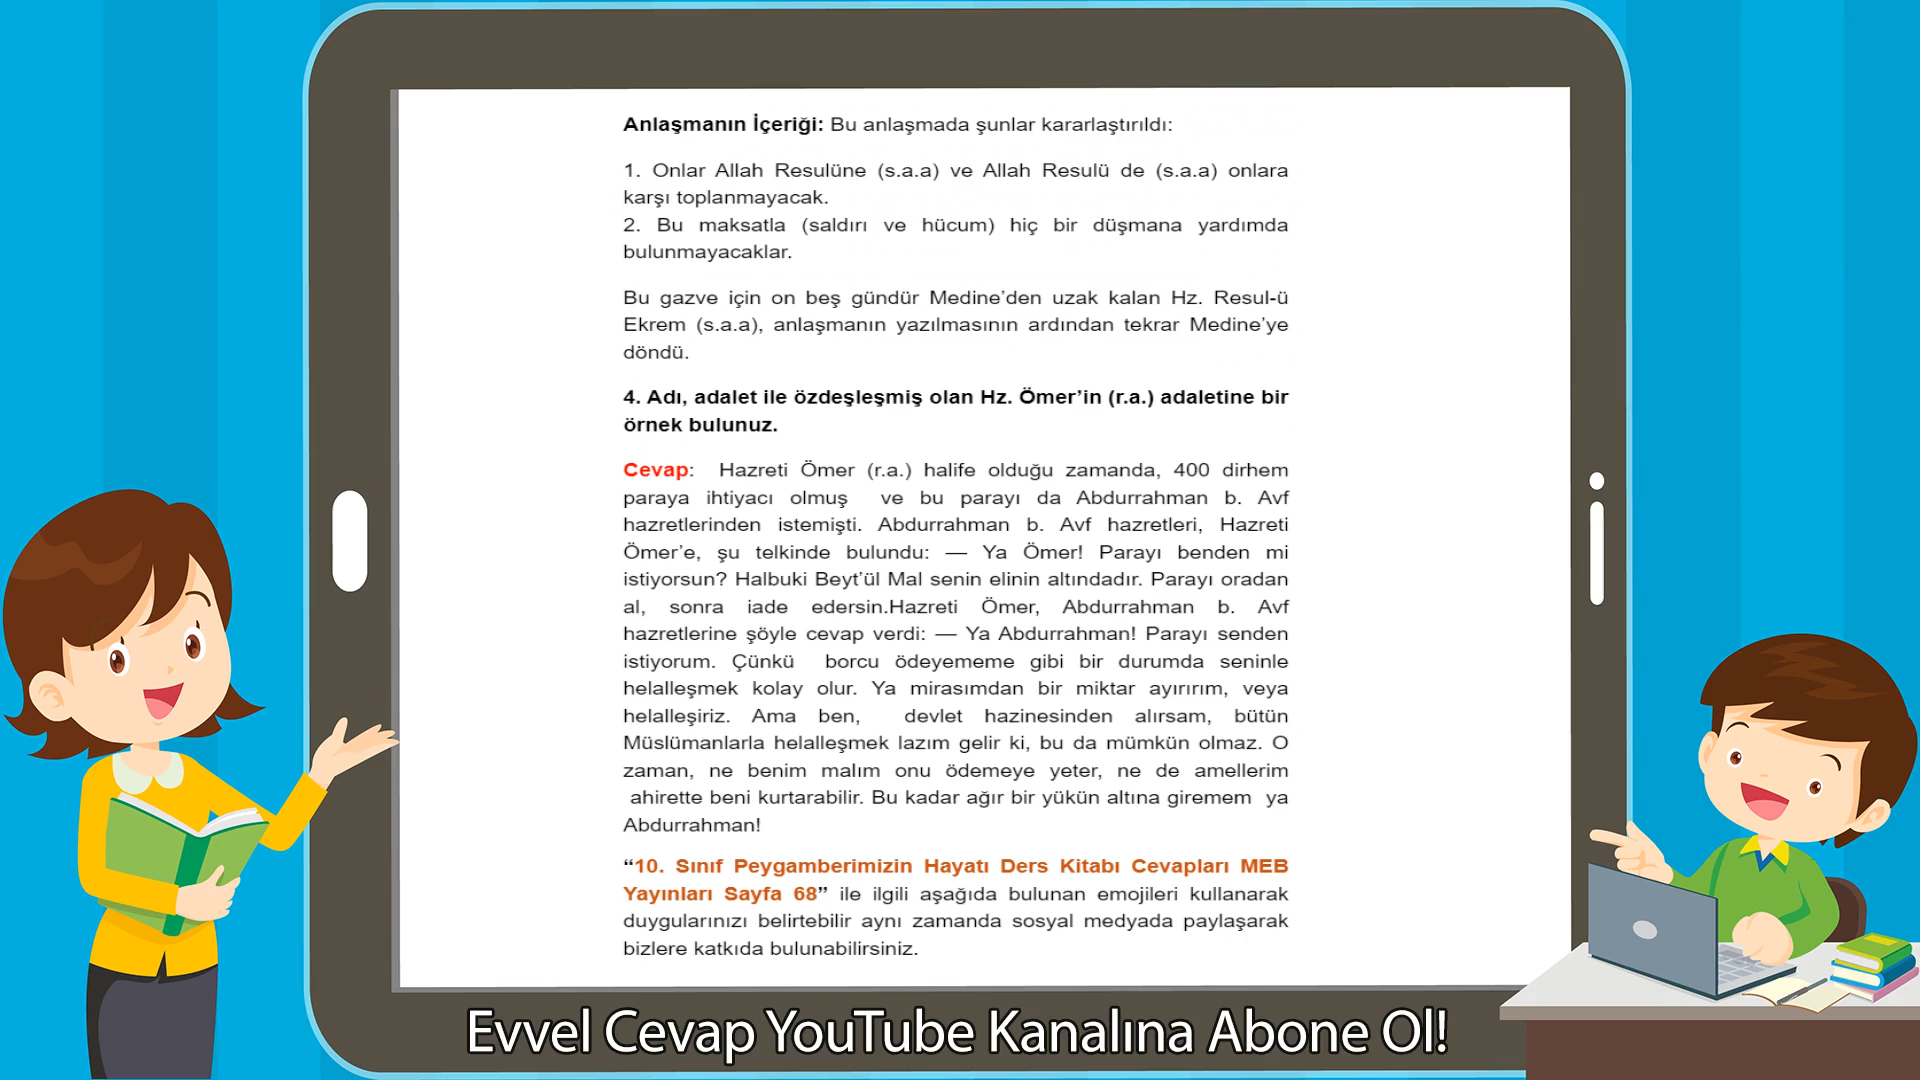 Anlaşmanın İçeriği: Bu anlaşmada şunlar kararlaştırıldı:
1. Onlar Allah Resulüne (s.a.a) ve Allah Resulü de (s.a.a) onlara
karşı toplanmayacak.
2. Bu maksatla (saldırı ve hücum) hiç bir düşmana yardımda
bulunmayacaklar.
Bu gazve için on beş gündür Medine’den uzak kalan Hz. Resul-ü
Ekrem (s.a.a), anlaşmanın yazılmasının ardından tekrar Medine’ye
döndü.
4. Adı, adalet ile özdeşleşmiş olan Hz. Ömer’in (r.a.) adaletine bir
örnek bulunuz.
Cevap: Hazreti Ömer (r.a.) halife olduğu zamanda, 400 dirhem
paraya ihtiyacı olmuş ve bu parayı da Abdurrahman b. Avf
hazretlerinden istemişti. Abdurrahman b. Avf hazretleri, Hazreti
Ömer’e, şu telkinde bulundu: — Ya Ömer! Parayı benden mi
istiyorsun? Halbuki Beyt’ül Mal senin elinin altındadır. Parayı oradan
al, sonra iade edersin.Hazreti Ömer, Abdurrahman b. Avf
hazretlerine şöyle cevap verdi: — Ya Abdurrahman! Parayı senden
istiyorum. Çünkü borcu ödeyememe gibi bir durumda seninle
helalleşmek kolay olur. Ya mirasımdan bir miktar ayırırım, veya
helalleşiriz. Ama ben, devlet hazinesinden alırsam, bütün
Müslümanlarla helalleşmek lazım gelir ki, bu da mümkün olmaz. O
zaman, ne benim malım onu ödemeye yeter, ne de amellerim
ahirette beni kurtarabilir. Bu kadar ağır bir yükün altına giremem ya
Abdurrahman!
“10. Sınıf Peygamberimizin Hayatı Ders Kitabı Cevapları MEB
Yayınları Sayfa 68” ile ilgili aşağıda bulunan emojileri kullanarak
duygularınızı belirtebilir aynı zamanda sosyal medyada paylaşarak
bizlere katkıda bulunabilirsiniz.
Evvel Cevap YouTube Kanalına Abone Ol!